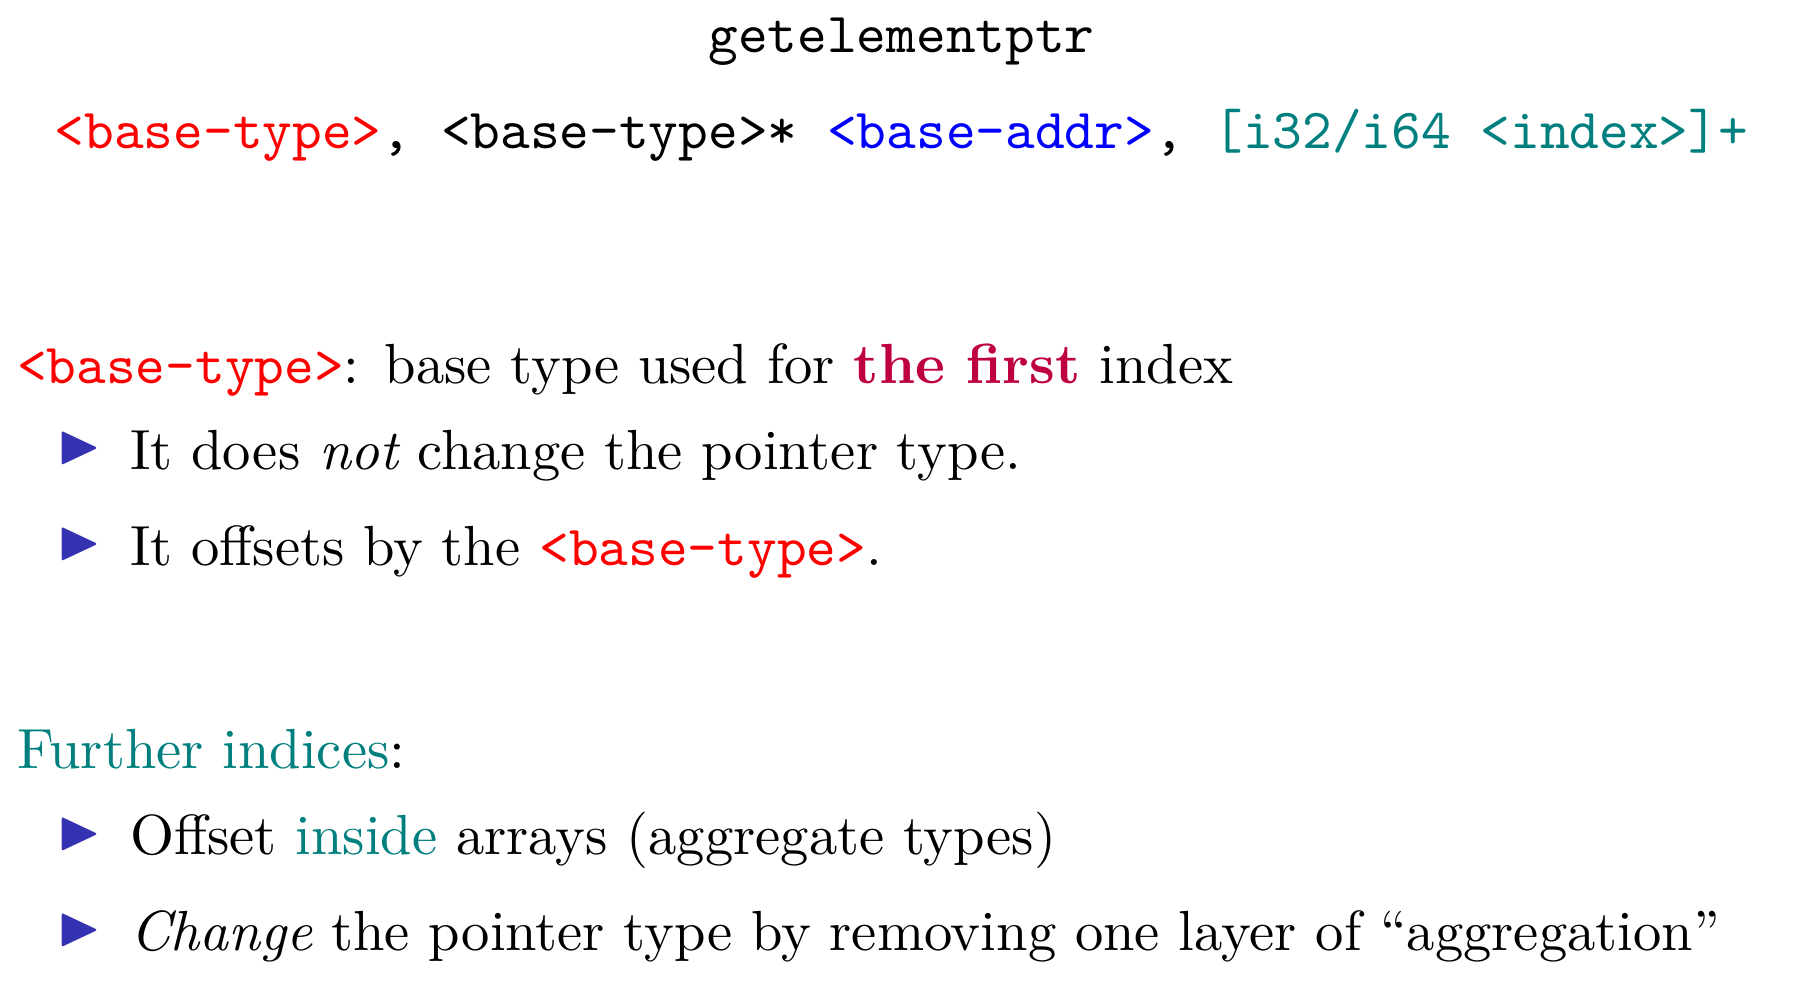 getelementptr
<base-type>, <base-type>* <base-addr>, [i32/i64 <index>]+
<base-type>: base type used for the first index
▶ It does not change the pointer type.
▶ It offsets by the <base-type>.
Further indices:
▶ Offset inside arrays (aggregate types)
▶ Change the pointer type by removing one layer of “aggregation”